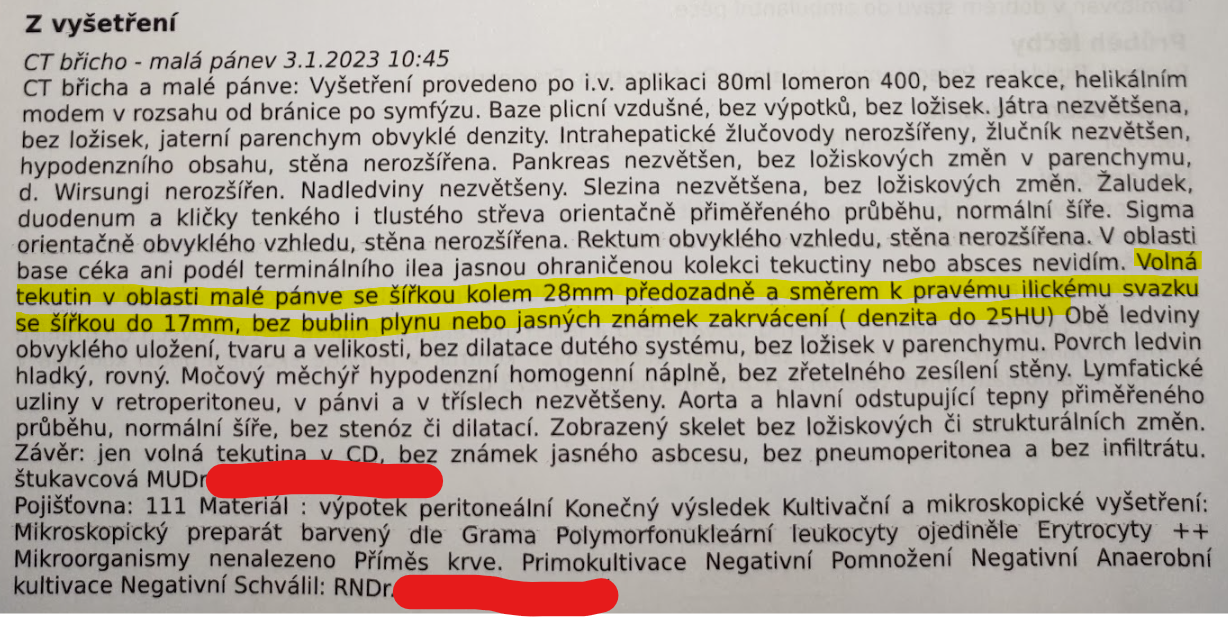 Z vyšetření
CT břicho - malá pánev 3.1.2023 10:45
CT břicha a malé pánve: Vyšetření provedeno po i.v. aplikaci 80ml Iomeron 400, bez reakce, helikálním
modem v rozsahu od bránice po symfýzu. Baze plicní vzdušné, bez výpotků, bez ložisek. Játra nezvětšena,
bez ložisek, jaterní parenchym obvyklé denzity. Intrahepatické žlučovody nerozšířeny, žlučník nezvětšen,
hypodenzního obsahu, stěna nerozšířena. Pankreas nezvětšen, bez ložiskových změn v parenchymu,
d. Wirsungi nerozšířen. Nadledviny nezvětšeny. Slezina nezvětšena, bez ložiskových změn. Žaludek,
duodenum a kličky tenkého i tlustého střeva orientačně přiměřeného průběhu, normální šíře. Sigma
orientačně obvyklého vzhledu, stěna nerozšířena. Rektum obvyklého vzhledu, stěna nerozšířena. V oblasti
base céka ani podél terminálního ilea jasnou ohraničenou kolekci tekuctiny nebo absces nevidím. Volná
tekutin v oblasti malé pánve se šířkou kolem 28mm předozadně a směrem k pravému ilickému svazku
se šířkou do 17mm, bez bublin plynu nebo jasných známek zakrvácení ( denzita do 25HU) Obě ledviny
obvyklého uložení, tvaru a velikosti, bez dilatace dutého systému, bez ložisek v parenchymu. Povrch ledvin
hladký, rovný. Močový měchýř hypodenzní homogenní náplně, bez zřetelného zesílení stěny. Lymfatické
uzliny v retroperitoneu, v pánvi a v tříslech nezvětšeny. Aorta a hlavní odstupující tepny přiměřeného
průběhu, normální šíře, bez stenóz či dilatací. Zobrazený skelet bez ložiskových či strukturálních změn.
Závěr: jen volná tekutina v CD, bez známek jasného asbcesu, bez pneumoperitonea a bez infiltrátu.
štukavcová MUDr
Pojišťovna: 111 Materiál : výpotek peritoneální Konečný výsledek Kultivační a mikroskopické vyšetření:
Mikroskopický preparát barvený dle Grama Polymorfonukleární leukocyty ojediněle Erytrocyty ++
Mikroorganismy nenalezeno Příměs krve. Primokultivace Negativní Pomnožení Negativní Anaerobní
kultivace Negativní Schválil: RNDr.